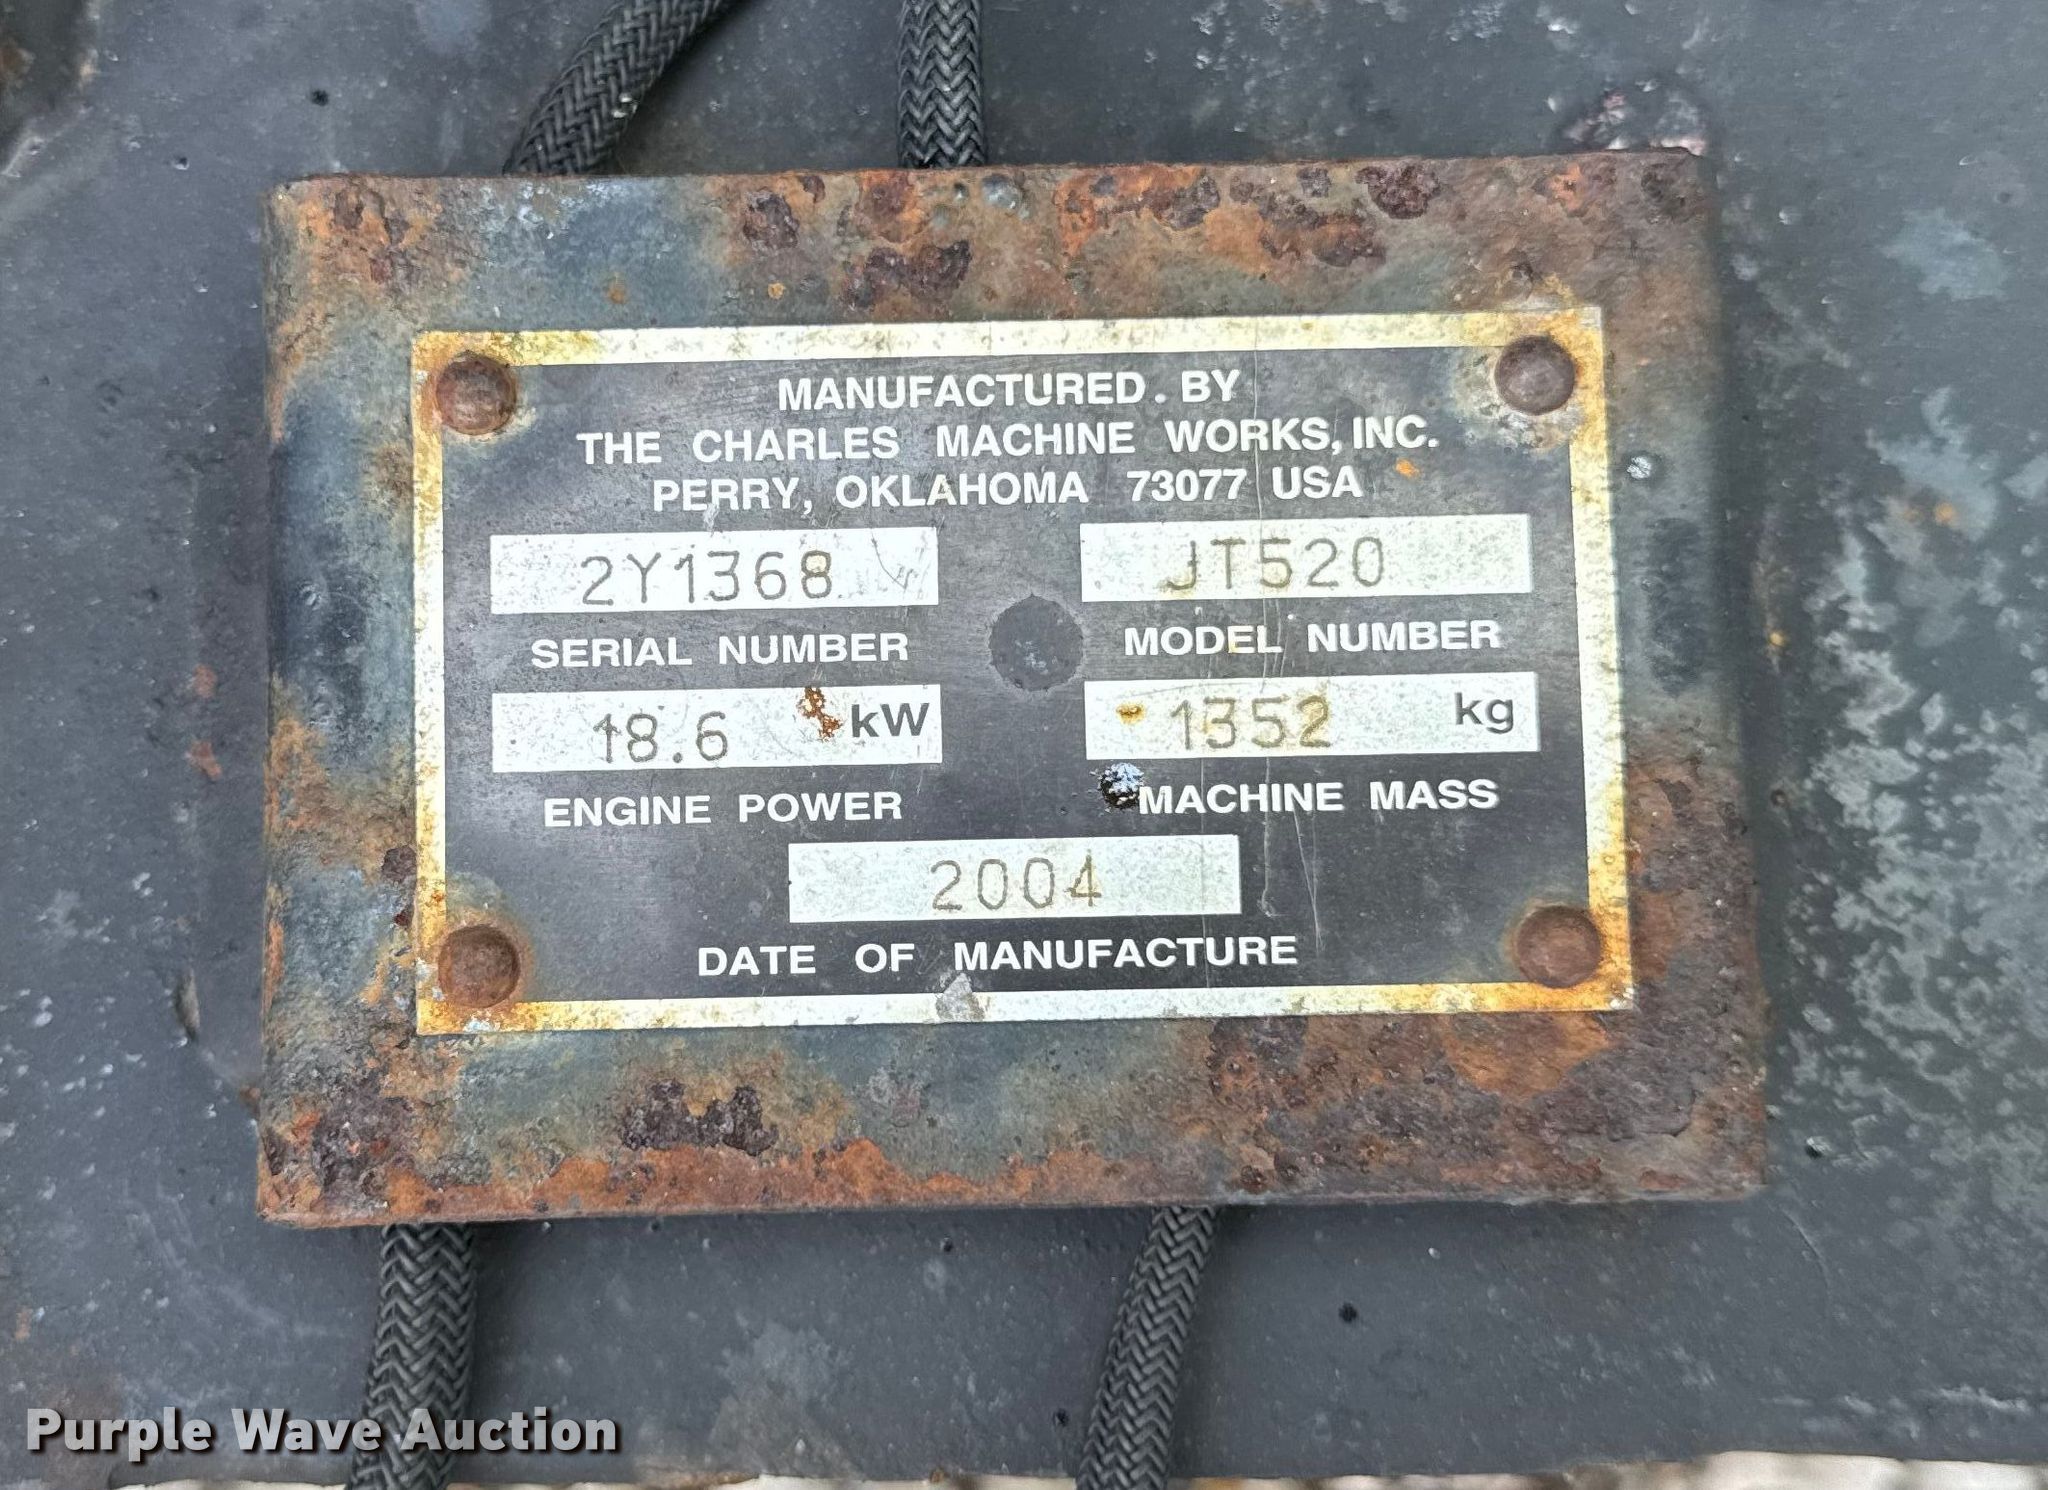 MANUFACTURED. BY
THE CHARLES MACHINE WORKS, INC.
PERRY, OKLAHOMA 73077 USA
2Y1368 JT520
SERIAL NUMBER MODEL NUMBER
18.6 kW 1352 kg
ENGINE POWER MACHINE MASS
2004
DATE OF MANUFACTURE
Purple Wave Auction